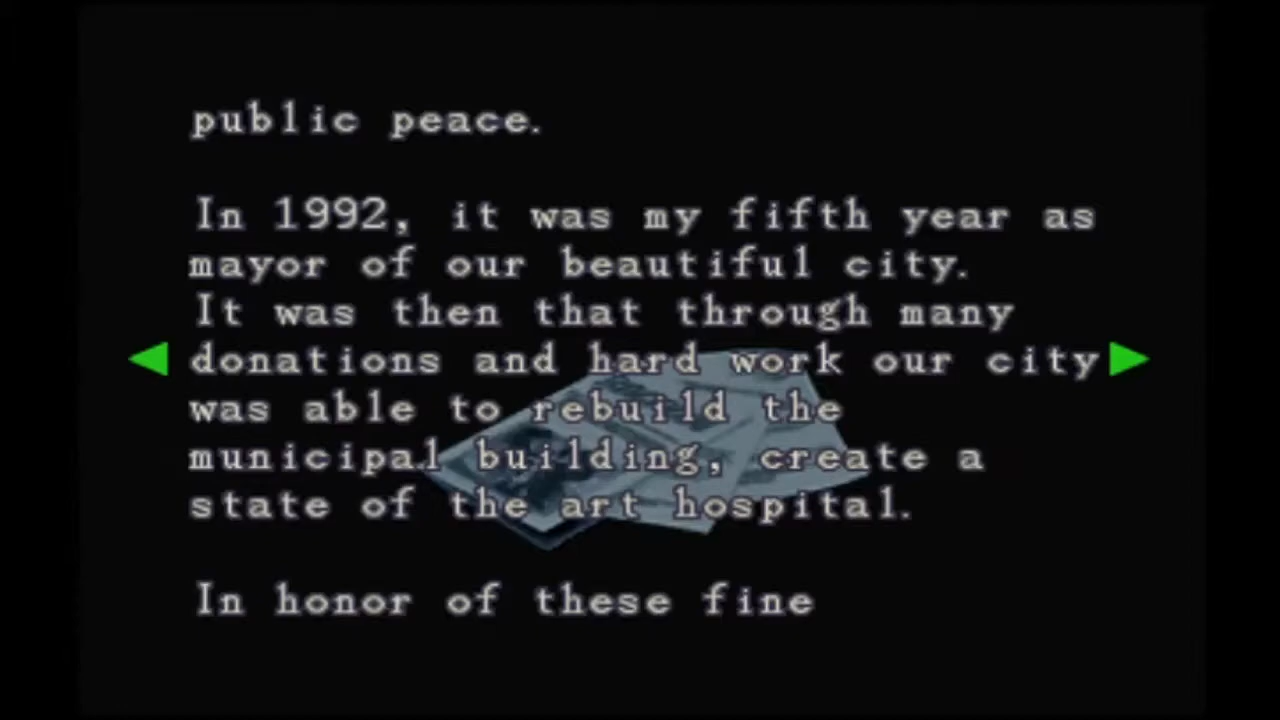 public peace.
In 1992, it was my fifth year as
mayor of our beautiful city.
It was then that through many
donations and hard work our city
was able to rebuild the
municipal building, create a
state of the art hospital.
In honor of these fine